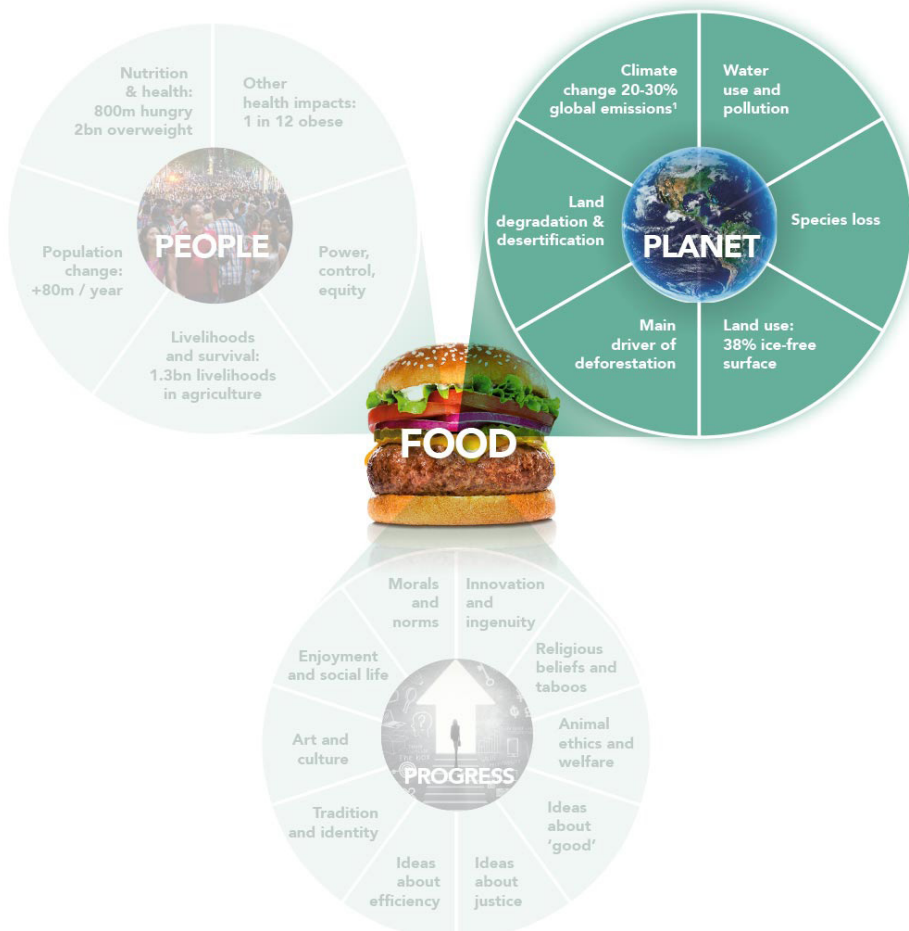 Nutrition
& health:
800m hungry
2bn overweight
Other
health impacts:
1 in 12 obese
Population
change:
+80m / year
PEOPLE
Power,
control,
equity
Livelihoods
and survival:
1.3bn livelihoods
in agriculture
Climate
change 20-30%
global emissions¹
Water
use and
pollution
Land
degradation &
desertification
PLANET
Species loss
Main
driver of
deforestation
Land use:
38% ice-free
surface
FOOD
Morals
and
norms
Innovation
and
ingenuity
Enjoyment
and social life
Religious
beliefs and
taboos
Art and
culture
PROGRESS
Animal
ethics and
welfare
Tradition
and identity
Ideas
about
‘good’
Ideas
about
efficiency
Ideas
about
justice